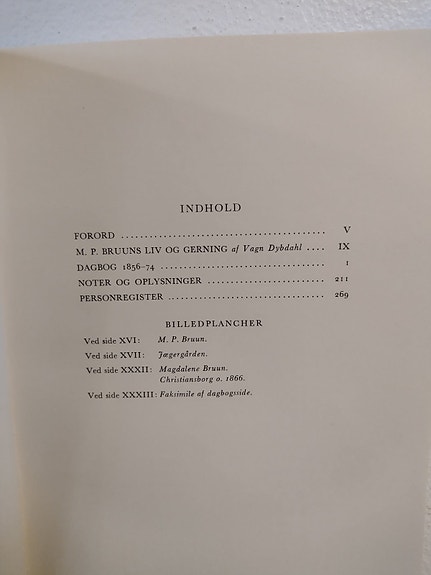 INDHOLD
FORORD ........................................ V
M. P. BRUUNS LIV OG GERNING af Vagn Dybdahl .... IX
DAGBOG 1856-74 ................................ 1
NOTER OG OPLYSNINGER ........................ 211
PERSONREGISTER ................................ 269
BILLEDPLANCHER
Ved side XVI: M. P. Bruun.
Ved side XVII: Jægergården.
Ved side XXXII: Magdalene Bruun.
Christiansborg o. 1866.
Ved side XXXIII: Faksimile af dagbogsside.